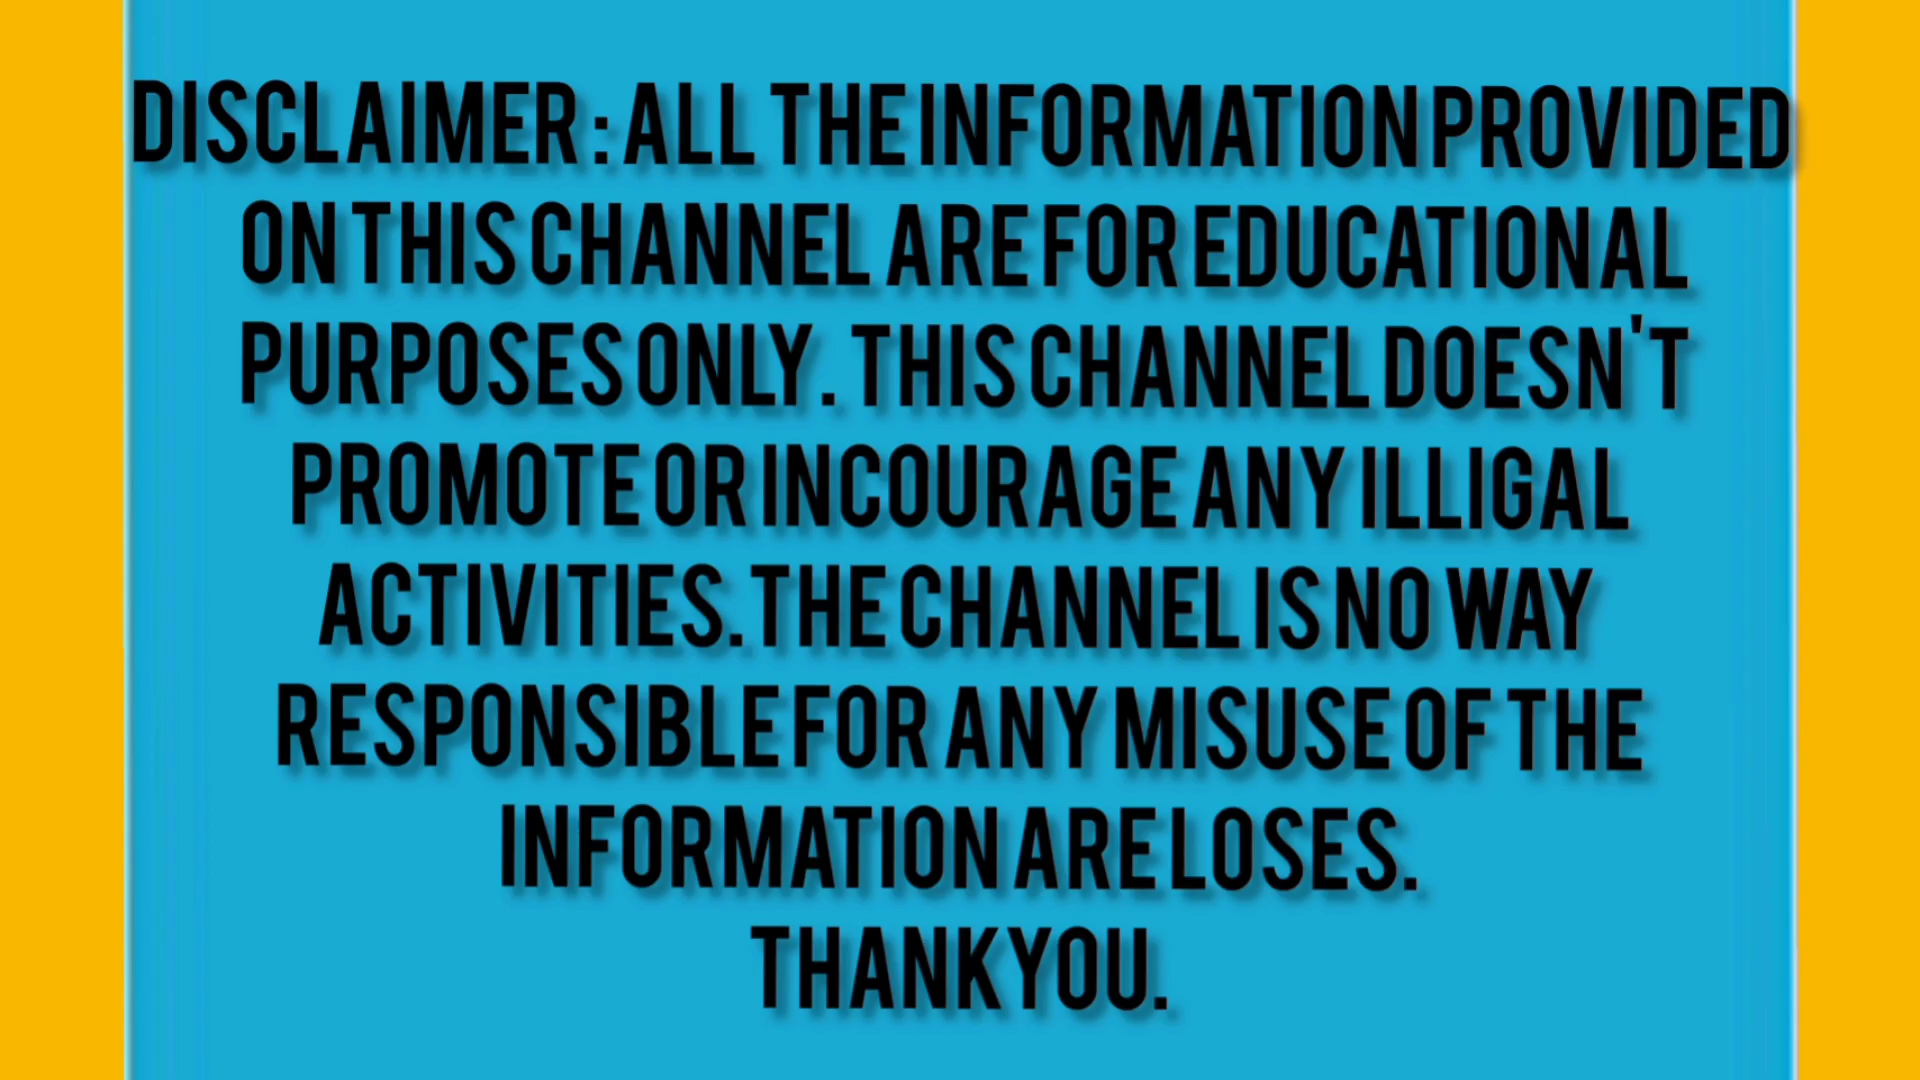 DISCLAIMER : ALL THE INFORMATION PROVIDED
ON THIS CHANNEL ARE FOR EDUCATIONAL
PURPOSES ONLY . THIS CHANNEL DOESN'T
PROMOTE OR INCOURAGE ANY ILLIGAL
ACTIVITIES. THE CHANNEL IS NO WAY
RESPONSIBLE FOR ANY MISUSE OF THE
INFORMATION ARE LOSES.
THANK YOU.